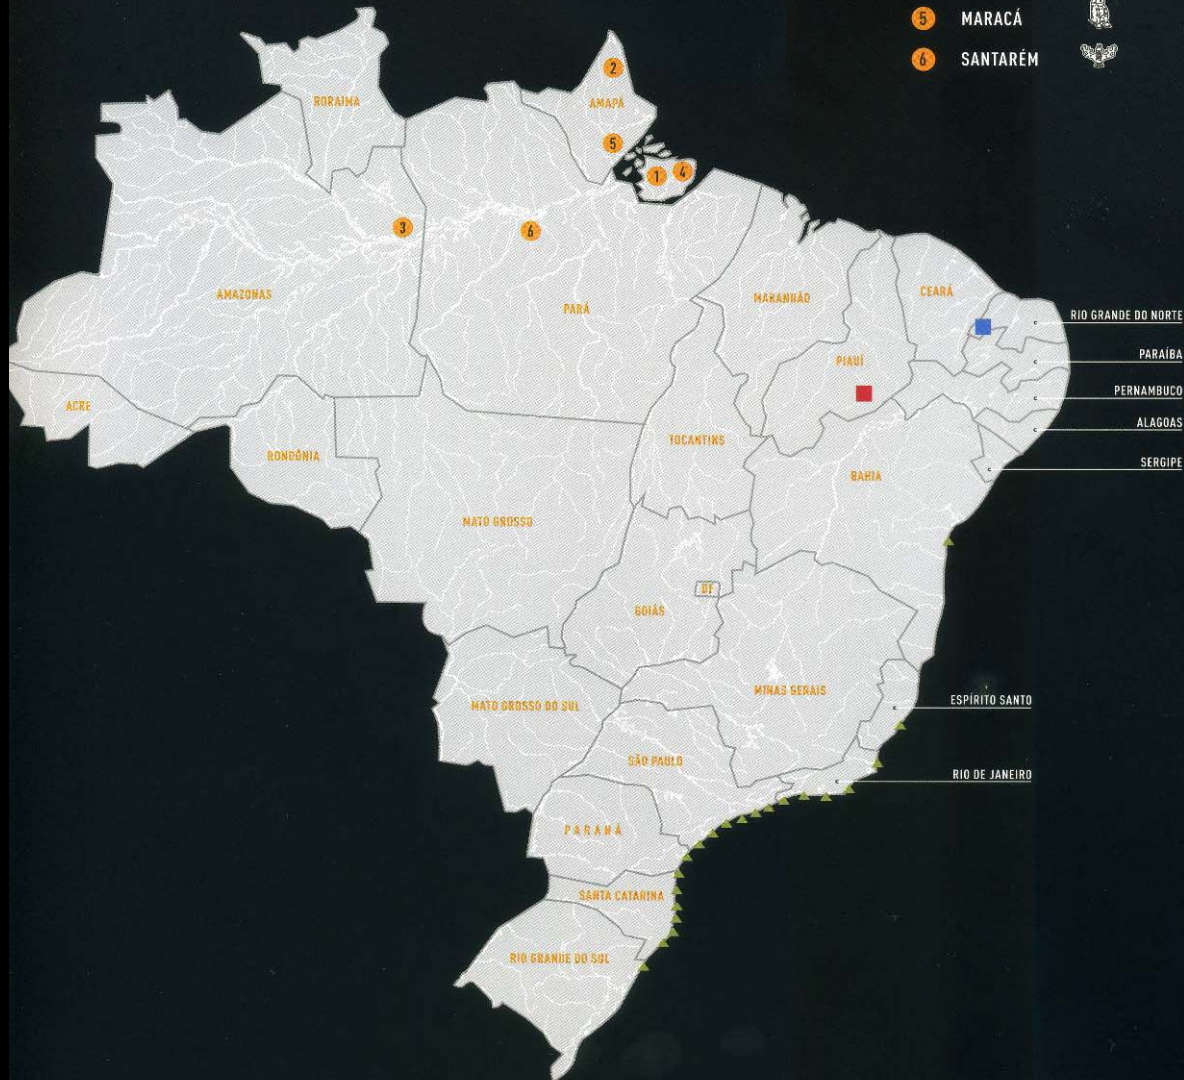 5 MARACÁ
6 SANTARÉM
2
RORAIMA
AMAPÁ
5
1
4
3
6
AMAZONAS
PARÁ
MARANHÃO
CEARÁ
RIO GRANDE DO NORTE
PARAÍBA
PIAUÍ
PERNAMBUCO
ACRE
ALAGOAS
TOCANTINS
RONDÔNIA
SERGIPE
BAHIA
MATO GROSSO
DF
GOIÁS
MINAS GERAIS
ESPÍRITO SANTO
MATO GROSSO DO SUL
SÃO PAULO
RIO DE JANEIRO
PARANÁ
SANTA CATARINA
RIO GRANDE DO SUL